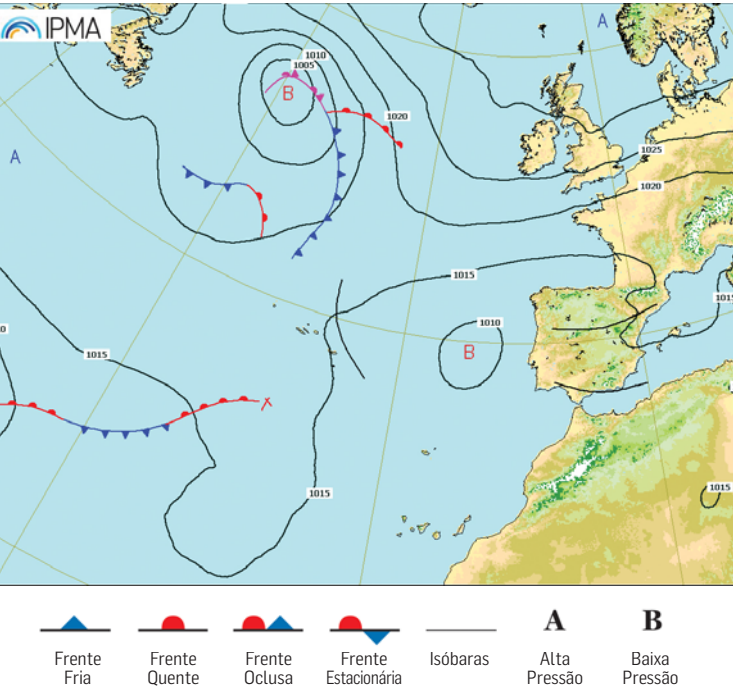 IPMA
A
1010
1005
B
1020
1025
1020
A
1015
1010
B
1015
0
1015
1015
1015
A
B
Frente
Fria
Frente
Quente
Frente
Oclusa
Frente
Estacionária
Isóbaras
Alta
Pressão
Baixa
Pressão